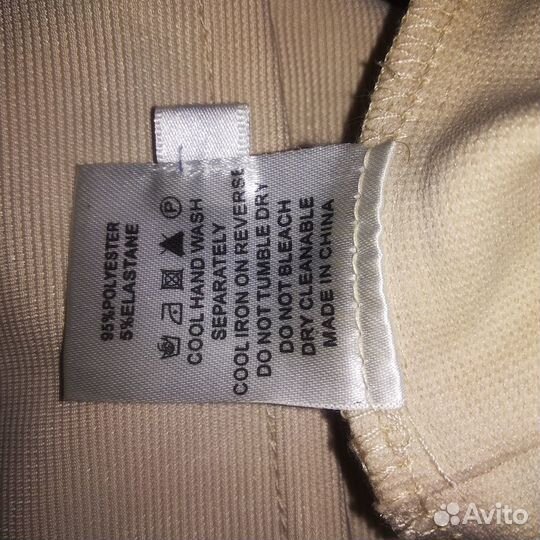 95%POLYESTER
5%ELASTANE
P
COOL HAND WASH
SEPARATELY
COOL IRON ON REVERSE
DO NOT TUMBLE DRY
DO NOT BLEACH
DRY CLEANABLE
MADE IN CHINA
Avito